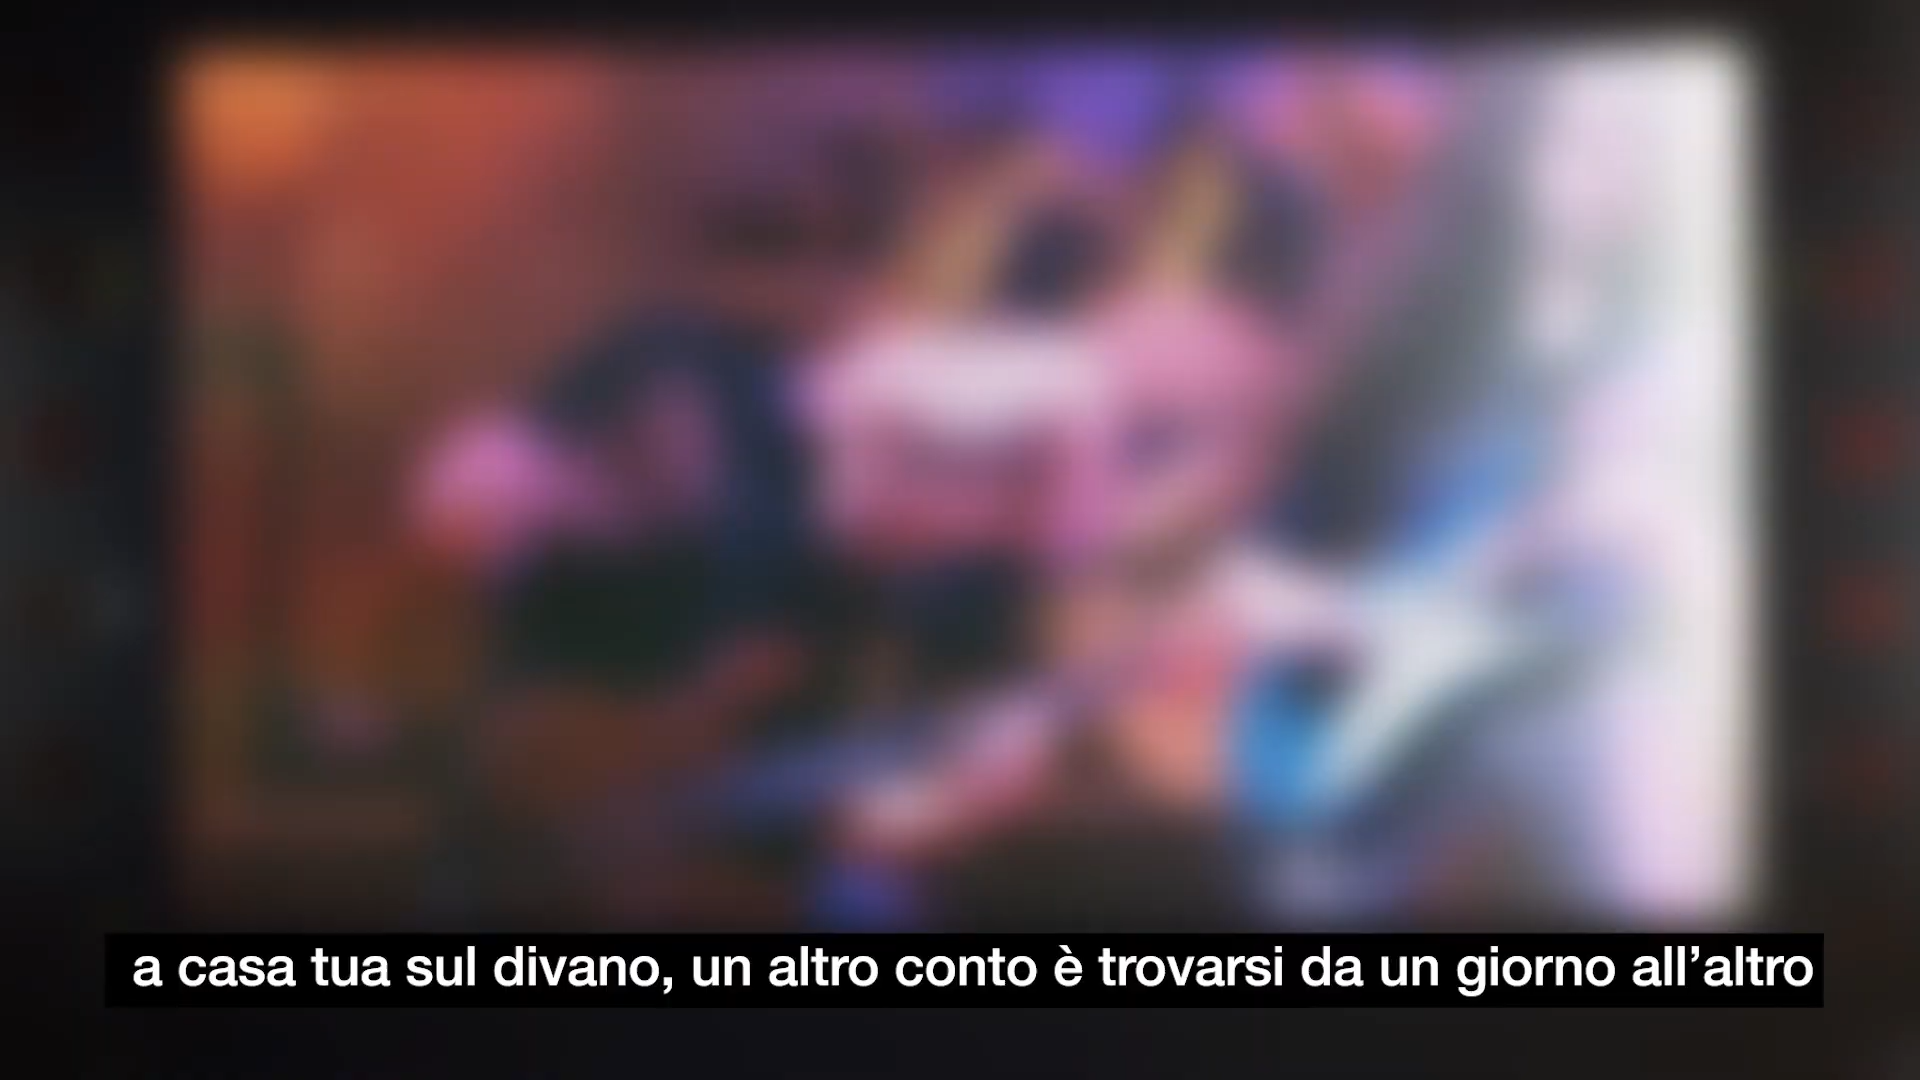 a casa tua sul divano, un altro conto è trovarsi da un giorno all’altro